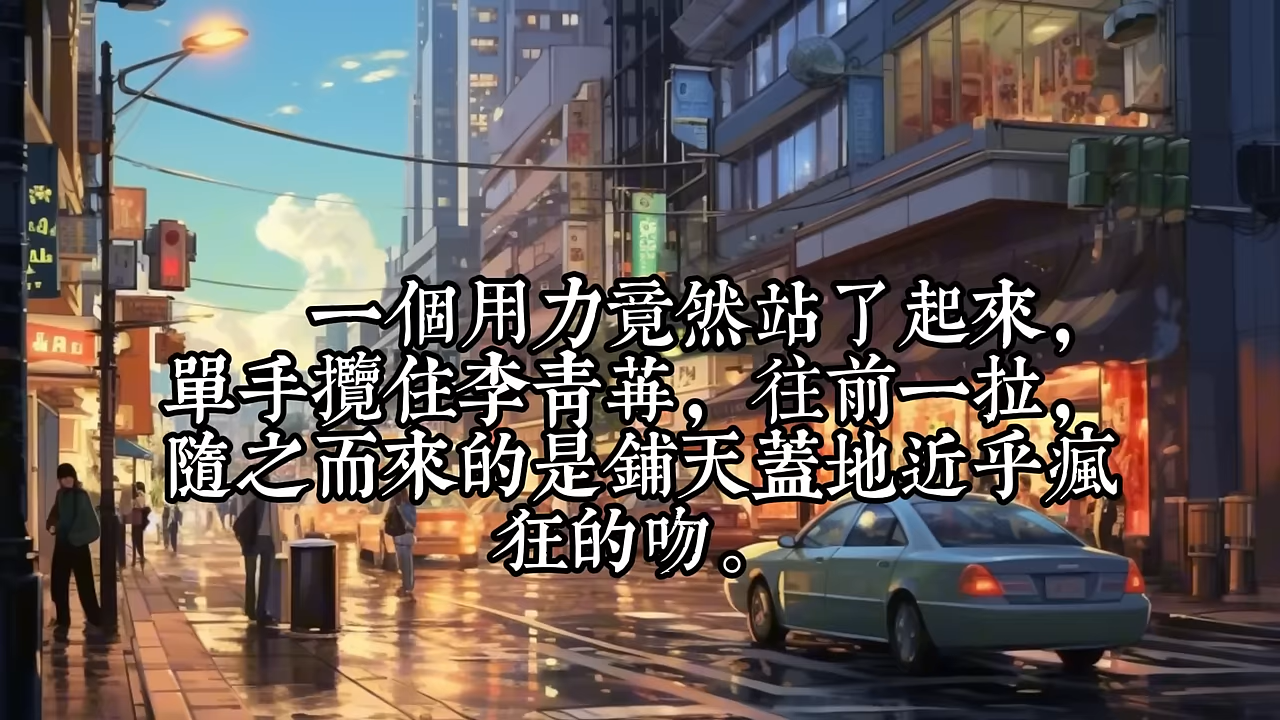 一個用力竟然站了起來，
單手攬住李青苒，往前一拉，
隨之而來的是鋪天蓋地近乎瘋
狂的吻。